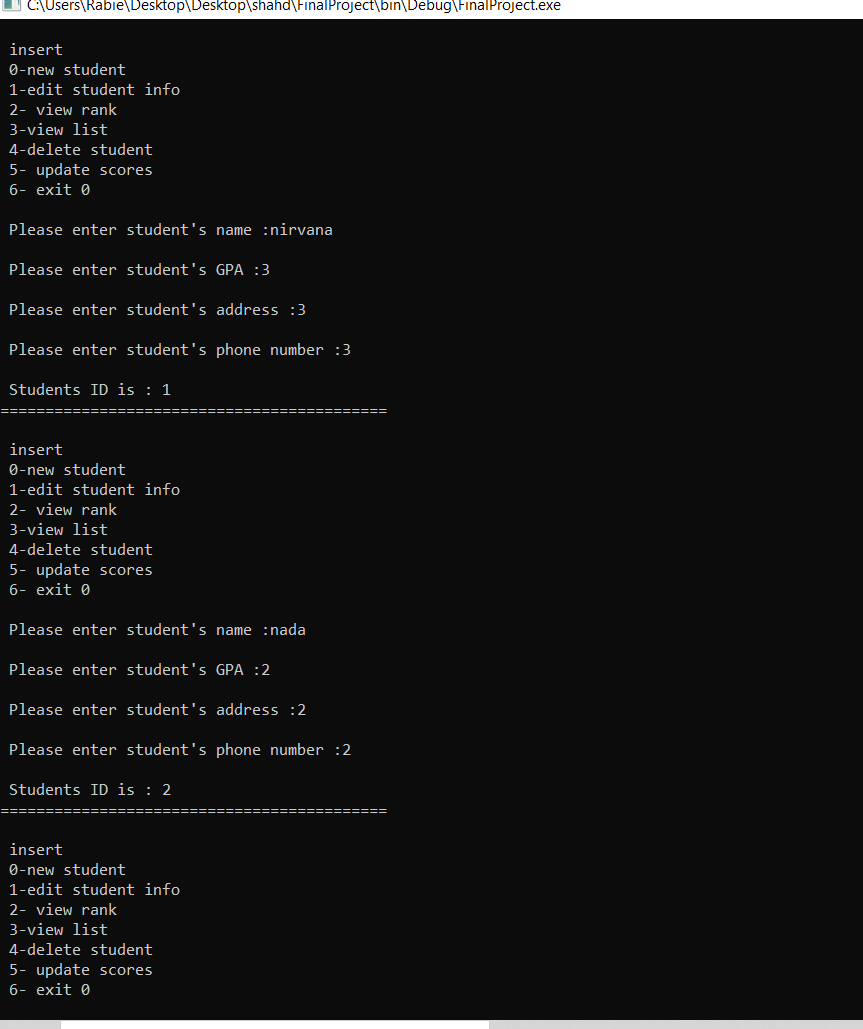 C:\Users\Rabie\Desktop\Desktop\shahd\FinalProject\bin\Debug\FinalProject.exe
insert
0-new student
1-edit student info
2- view rank
3-view list
4-delete student
5- update scores
6- exit 0
Please enter student's name :nirvana
Please enter student's GPA :3
Please enter student's address :3
Please enter student's phone number :3
Students ID is : 1
===========================================
insert
0-new student
1-edit student info
2- view rank
3-view list
4-delete student
5- update scores
6- exit 0
Please enter student's name :nada
Please enter student's GPA :2
Please enter student's address :2
Please enter student's phone number :2
Students ID is : 2
===========================================
insert
0-new student
1-edit student info
2- view rank
3-view list
4-delete student
5- update scores
6- exit 0